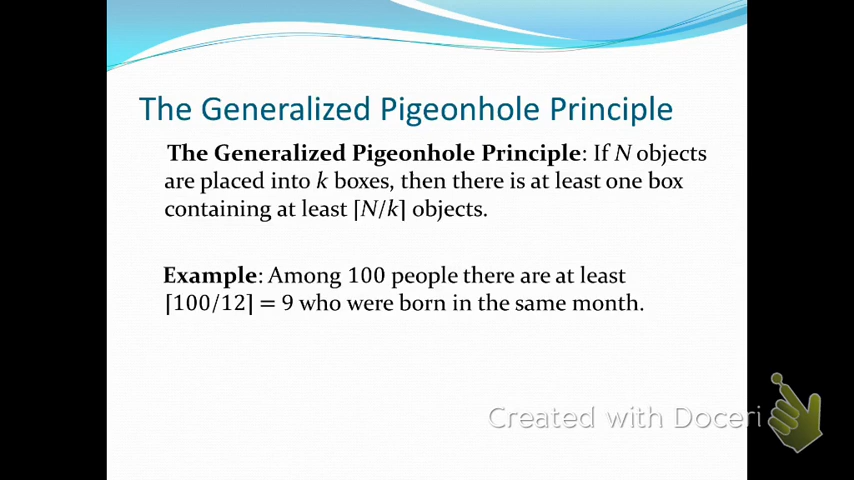 The Generalized Pigeonhole Principle
The Generalized Pigeonhole Principle: If N objects
are placed into k boxes, then there is at least one box
containing at least ⌈N/k⌉ objects.
Example: Among 100 people there are at least
⌈100/12⌉ = 9 who were born in the same month.
Created with Doceri